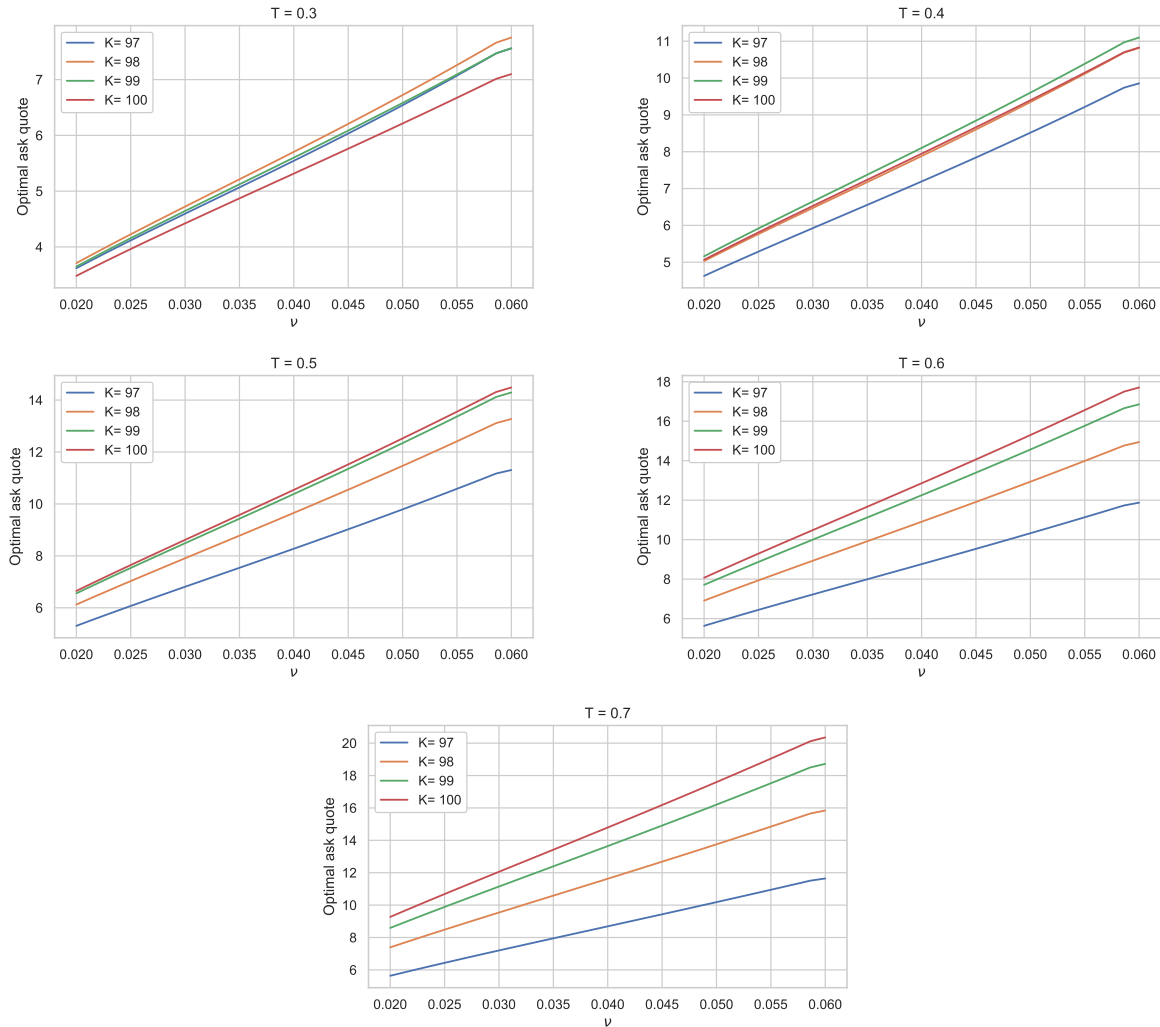 T = 0.3
K= 97
K= 98
K= 99
K= 100
7
6
5
4
Optimal ask quote
0.020 0.025 0.030 0.035 0.040 0.045 0.050 0.055 0.060
ν
T = 0.4
K= 97
K= 98
K= 99
K= 100
11
10
9
8
7
6
5
Optimal ask quote
0.020 0.025 0.030 0.035 0.040 0.045 0.050 0.055 0.060
ν
T = 0.5
K= 97
K= 98
K= 99
K= 100
14
12
10
8
6
Optimal ask quote
0.020 0.025 0.030 0.035 0.040 0.045 0.050 0.055 0.060
ν
T = 0.6
K= 97
K= 98
K= 99
K= 100
18
16
14
12
10
8
6
Optimal ask quote
0.020 0.025 0.030 0.035 0.040 0.045 0.050 0.055 0.060
ν
T = 0.7
K= 97
K= 98
K= 99
K= 100
20
18
16
14
12
10
8
6
Optimal ask quote
0.020 0.025 0.030 0.035 0.040 0.045 0.050 0.055 0.060
ν